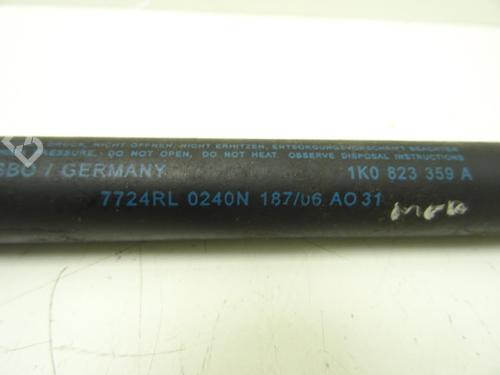 DRUCK, NICHT ÖFFNEN, NICHT ERHITZEN, ENTSORGUNGSVORSCHRIFT BEACHTEN
PRESSURE. DO NOT OPEN, DO NOT HEAT. OBSERVE DISPOSAL INSTRUCTIONS
/ GERMANY 1K0 823 359 A
7724RL 0240N 187/06 AO 31